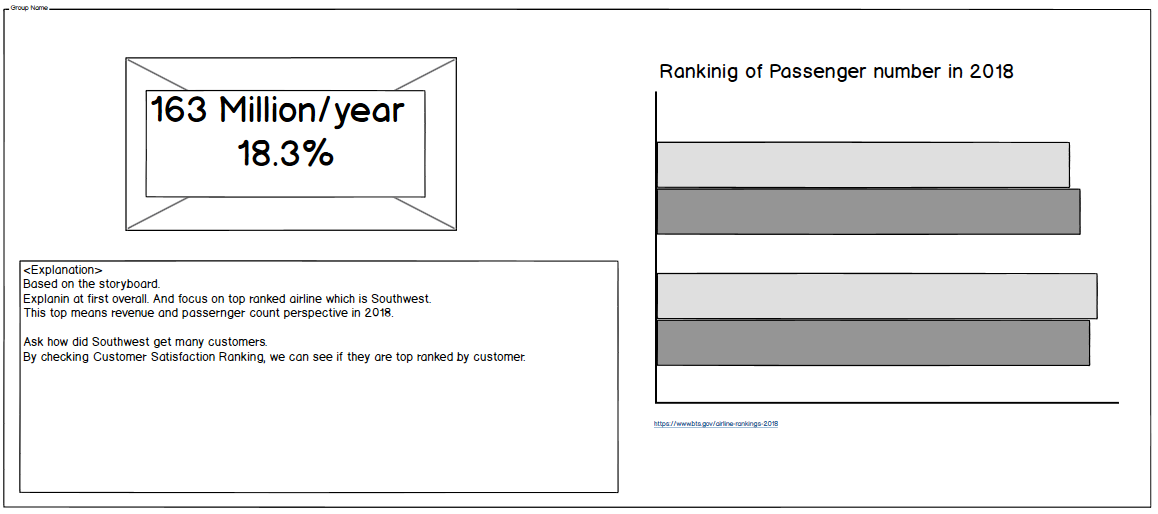 Group Name
163 Million/year
18.3%
Rankinig of Passenger number in 2018
<Explanation>
Based on the storyboard.
Explanin at first overall. And focus on top ranked airline which is Southwest.
This top means revenue and passernger count perspective in 2018.
Ask how did Southwest get many customers.
By checking Customer Satisfaction Ranking, we can see if they are top ranked by customer.
https://www.bts.gov/airline-rankings-2018